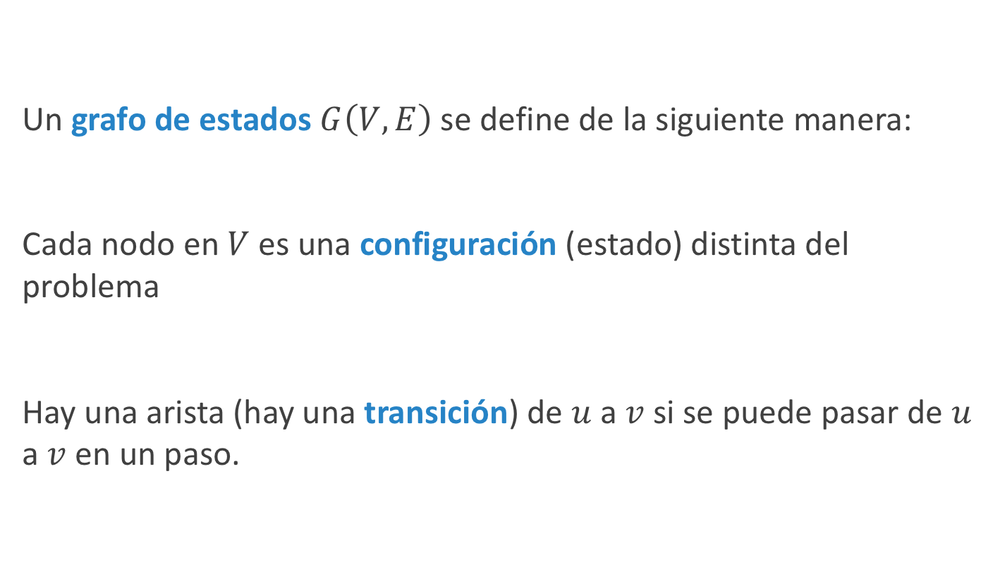 Un grafo de estados G(V, E) se define de la siguiente manera:
Cada nodo en V es una configuración (estado) distinta del
problema
Hay una arista (hay una transición) de u a v si se puede pasar de u
a v en un paso.